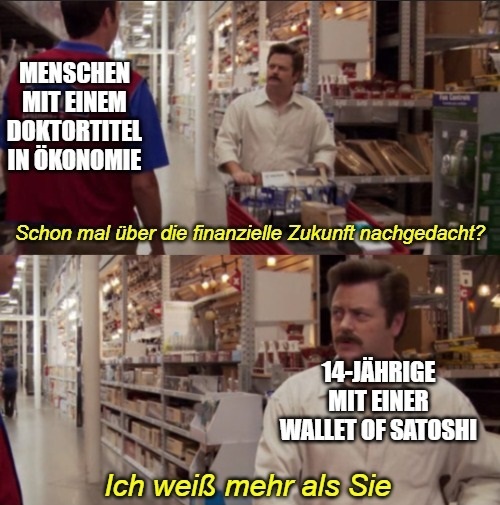 MENSCHEN
MIT EINEM
DOKTORTITEL
IN ÖKONOMIE
Schon mal über die finanzielle Zukunft nachgedacht?
14-JÄHRIGE
MIT EINER
WALLET OF SATOSHI
Ich weiß mehr als Sie